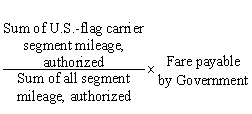 Sum of U.S.-flag carrier
segment mileage,
authorized
Sum of all segment
mileage, authorized
× Fare payable
by Government